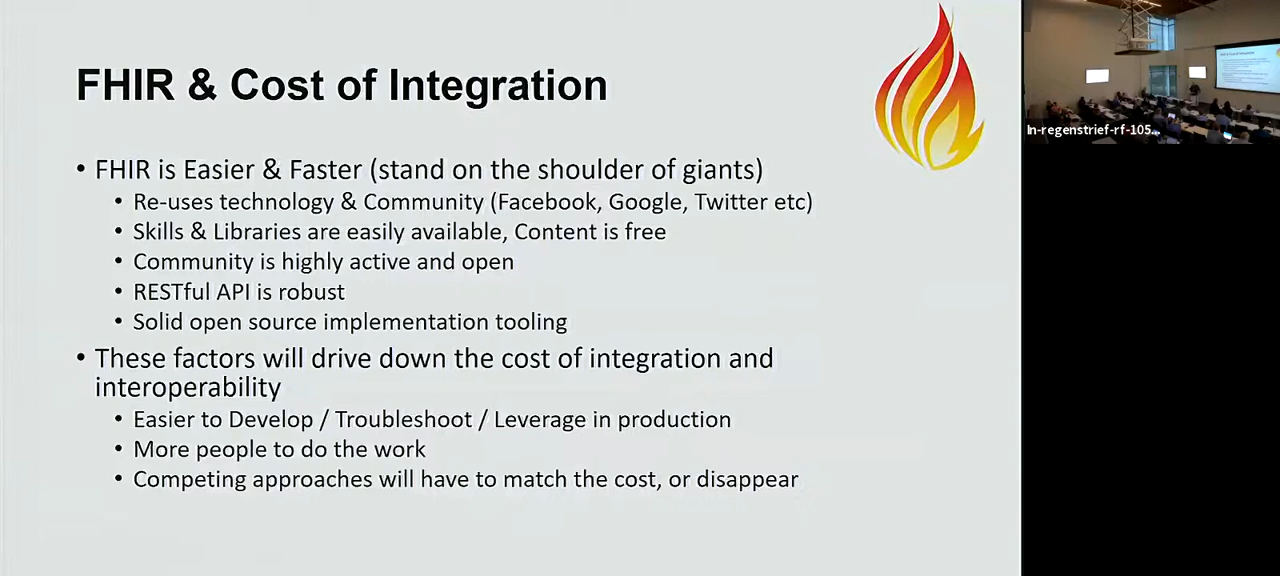 FHIR & Cost of Integration
• FHIR is Easier & Faster (stand on the shoulder of giants)
• Re-uses technology & Community (Facebook, Google, Twitter etc)
• Skills & Libraries are easily available, Content is free
• Community is highly active and open
• RESTful API is robust
• Solid open source implementation tooling
• These factors will drive down the cost of integration and
interoperability
• Easier to Develop / Troubleshoot / Leverage in production
• More people to do the work
• Competing approaches will have to match the cost, or disappear
In-regenstrief-rf-105...